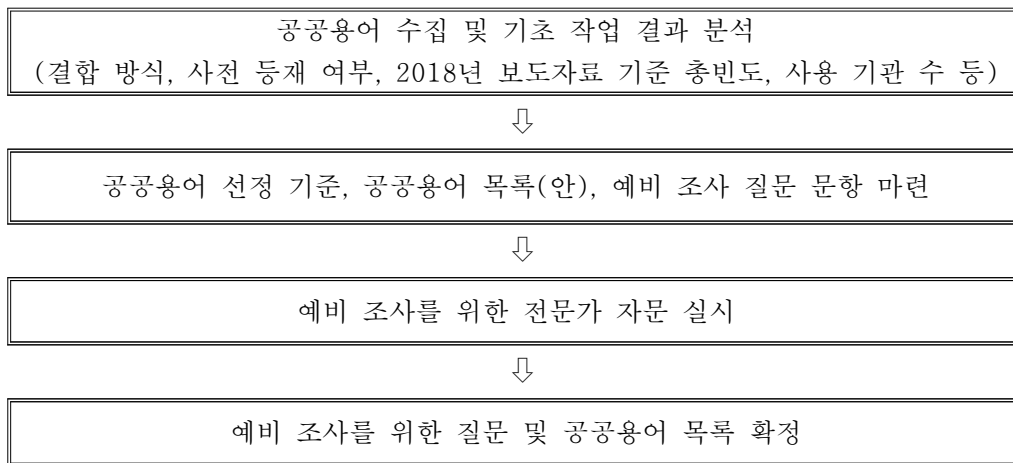 공공용어 수집 및 기초 작업 결과 분석
(결합 방식, 사전 등재 여부, 2018년 보도자료 기준 총빈도, 사용 기관 수 등)
⇩
공공용어 선정 기준, 공공용어 목록(안), 예비 조사 질문 문항 마련
⇩
예비 조사를 위한 전문가 자문 실시
⇩
예비 조사를 위한 질문 및 공공용어 목록 확정